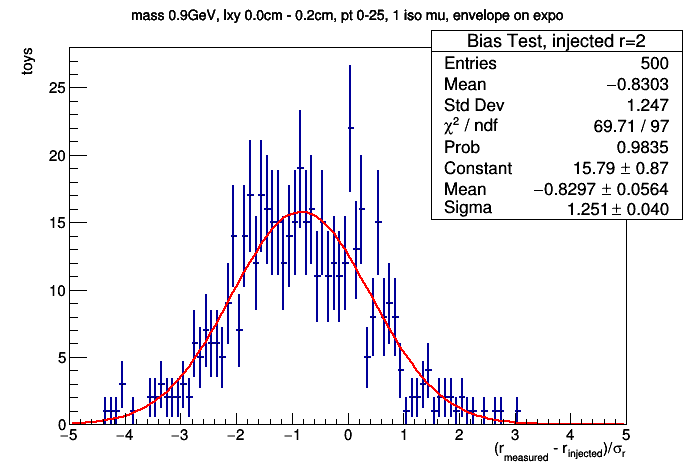 mass 0.9GeV, lxy 0.0cm - 0.2cm, pt 0-25, 1 iso mu, envelope on expo
toys
Bias Test, injected r=2
Entries 500
Mean −0.8303
Std Dev 1.247
χ² / ndf 69.71 / 97
Prob 0.9835
Constant 15.79 ± 0.87
Mean −0.8297 ± 0.0564
Sigma 1.251 ± 0.040
25
20
15
10
5
0
−5 −4 −3 −2 −1 0 1 2 3 4 5
(r_measured - r_injected)/σ_r